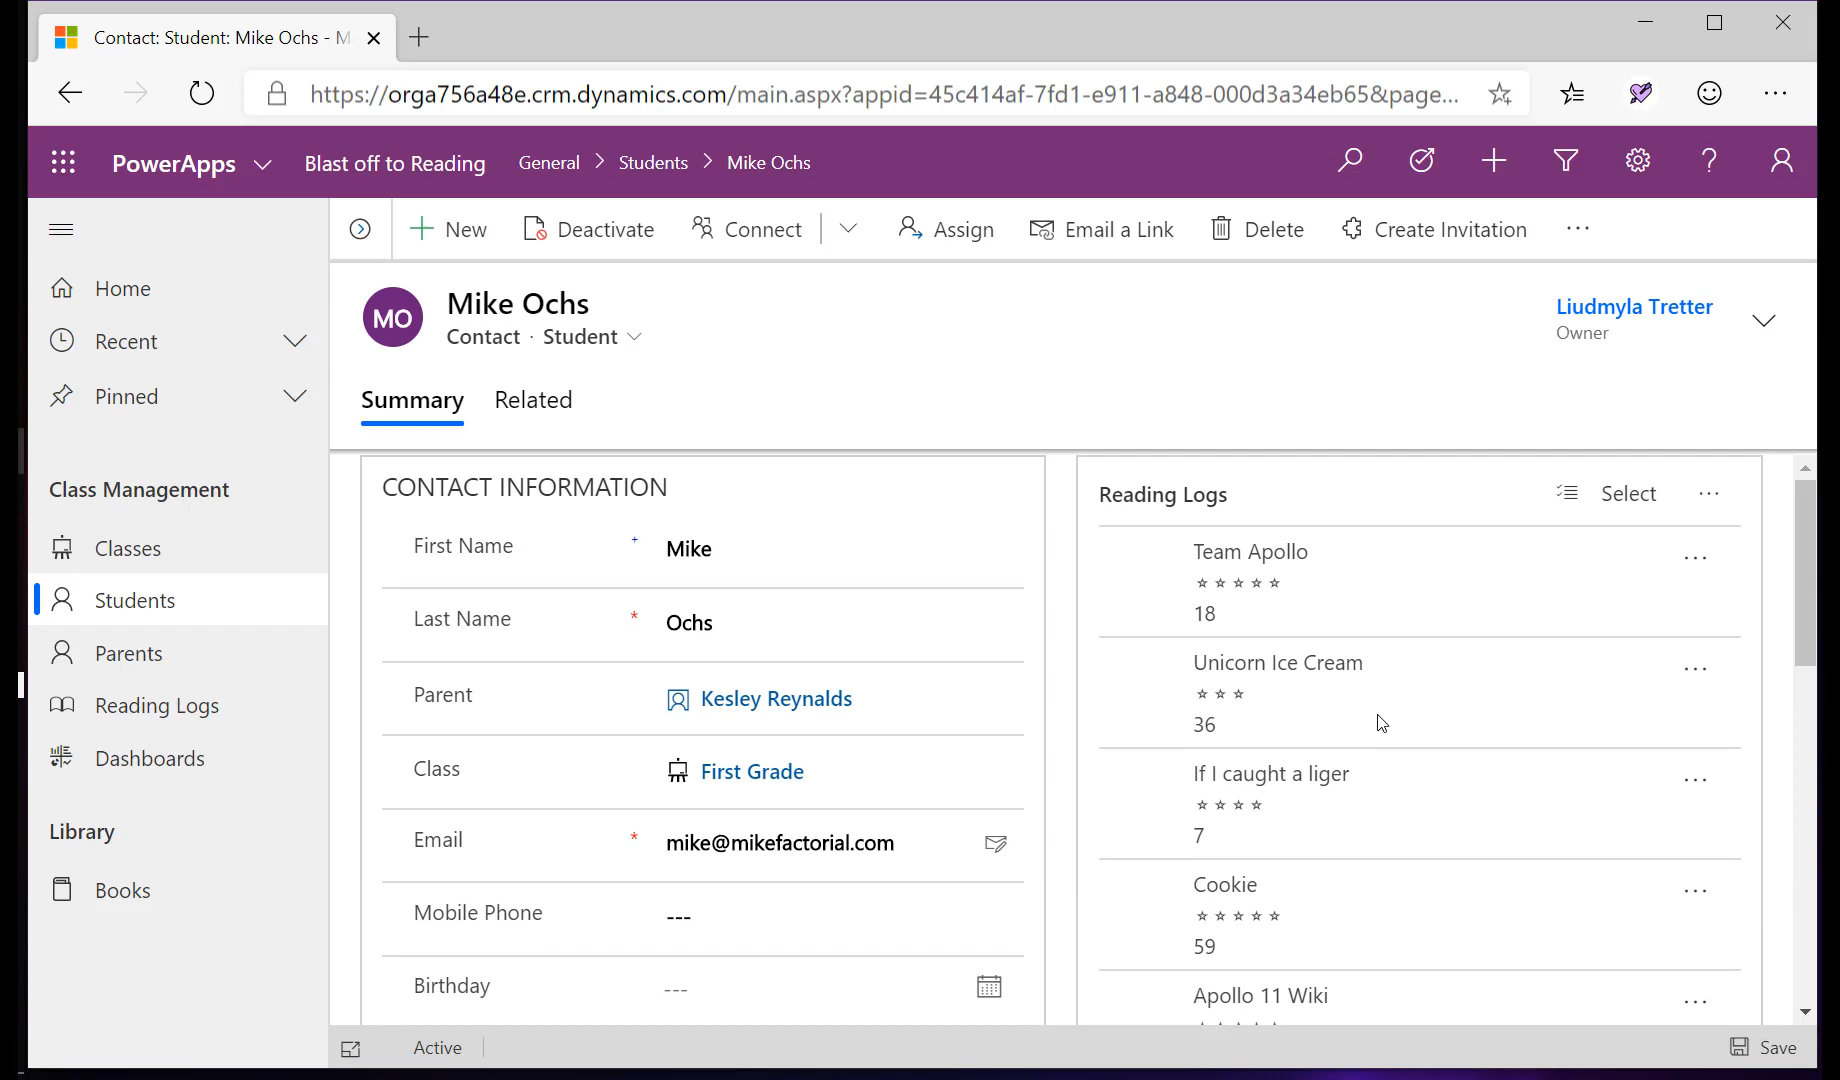 Contact: Student: Mike Ochs - M
https://orga756a48e.crm.dynamics.com/main.aspx?appid=45c414af-7fd1-e911-a848-000d3a34eb65&page...
PowerApps Blast off to Reading General > Students > Mike Ochs
New Deactivate Connect Assign Email a Link Delete Create Invitation ...
Home
Recent
Pinned
Class Management
Classes
Students
Parents
Reading Logs
Dashboards
Library
Books
MO
Mike Ochs
Contact · Student
Liudmyla Tretter
Owner
Summary Related
CONTACT INFORMATION
First Name + Mike
Last Name * Ochs
Parent Kesley Reynalds
Class First Grade
Email * mike@mikefactorial.com
Mobile Phone ---
Birthday ---
Reading Logs Select ...
Team Apollo ...
☆ ☆ ☆ ☆ ☆
18
Unicorn Ice Cream ...
☆ ☆ ☆
36
If I caught a liger ...
☆ ☆ ☆ ☆
7
Cookie ...
☆ ☆ ☆ ☆ ☆
59
Apollo 11 Wiki ...
Active
Save